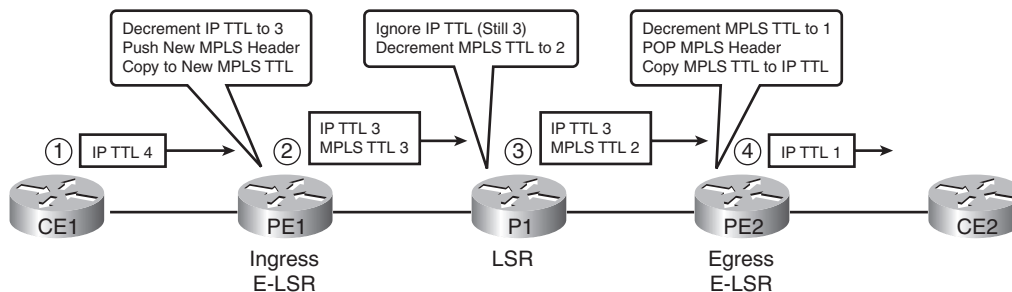 Decrement IP TTL to 3
Push New MPLS Header
Copy to New MPLS TTL
Ignore IP TTL (Still 3)
Decrement MPLS TTL to 2
Decrement MPLS TTL to 1
POP MPLS Header
Copy MPLS TTL to IP TTL
1
IP TTL 4
2
IP TTL 3
MPLS TTL 3
3
IP TTL 3
MPLS TTL 2
4
IP TTL 1
CE1
PE1
P1
PE2
CE2
Ingress
E-LSR
LSR
Egress
E-LSR